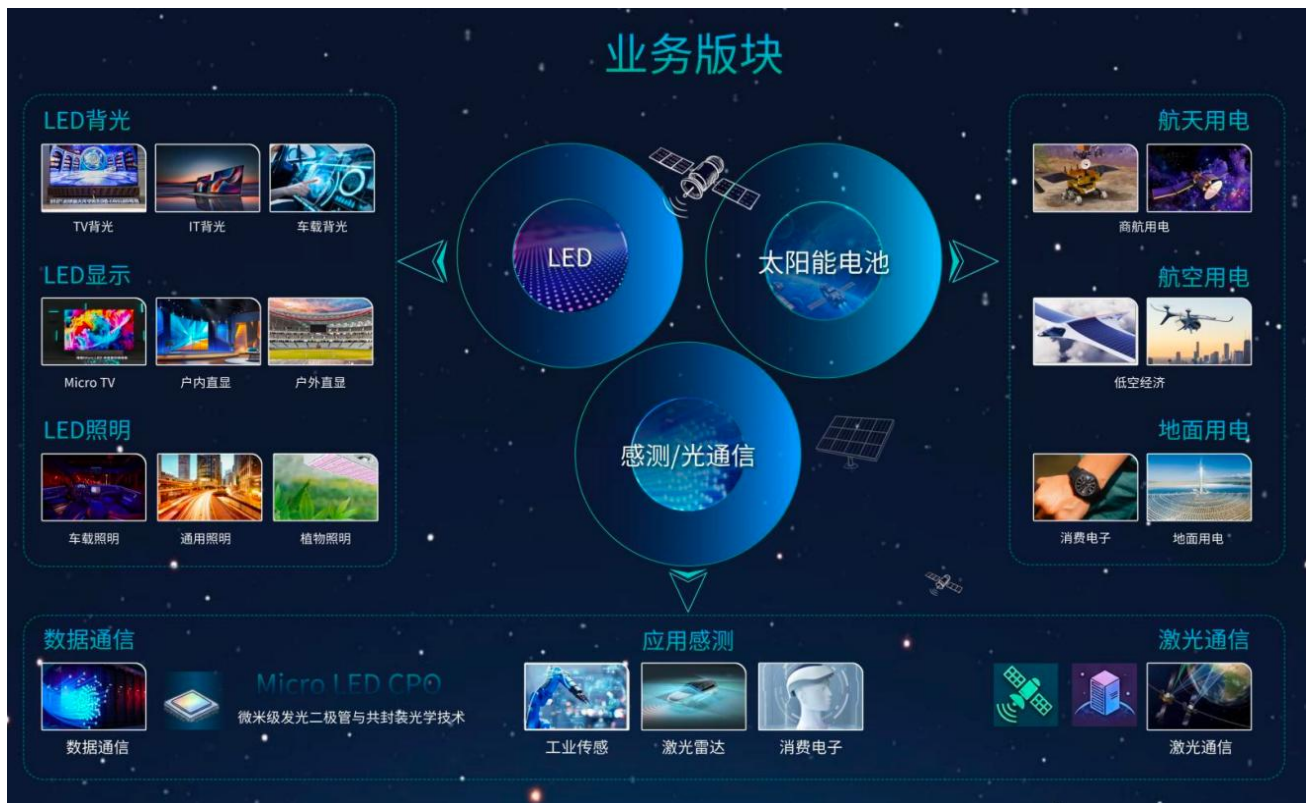 业务版块
LED背光
TV背光
IT背光
车载背光
LED显示
Micro TV
户内直显
户外直显
LED照明
车载照明
通用照明
植物照明
LED
太阳能电池
感测/光通信
航天用电
商航用电
航空用电
低空经济
地面用电
消费电子
地面用电
数据通信
数据通信
Micro LED CPO
微米级发光二极管与共封装光学技术
应用感测
工业传感
激光雷达
消费电子
激光通信
激光通信